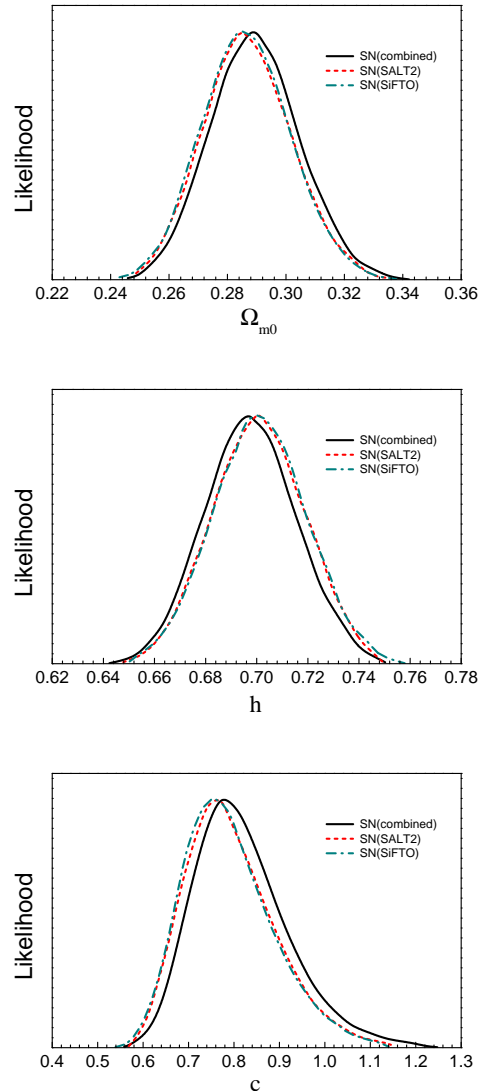 SN(combined)
SN(SALT2)
SN(SiFTO)
Likelihood
0.22 0.24 0.26 0.28 0.30 0.32 0.34 0.36
Ωm0
SN(combined)
SN(SALT2)
SN(SiFTO)
Likelihood
0.62 0.64 0.66 0.68 0.70 0.72 0.74 0.76 0.78
h
SN(combined)
SN(SALT2)
SN(SiFTO)
Likelihood
0.4 0.5 0.6 0.7 0.8 0.9 1.0 1.1 1.2 1.3
c